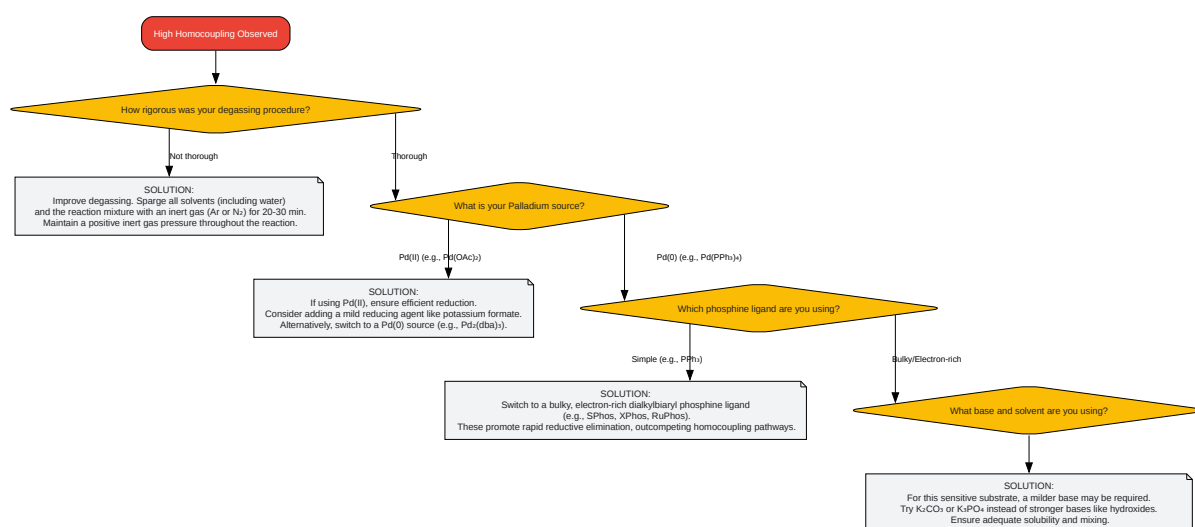 High Homocoupling Observed
How rigorous was your degassing procedure?
Not thorough
Thorough
SOLUTION:
Improve degassing. Sparge all solvents (including water)
and the reaction mixture with an inert gas (Ar or N₂) for 20-30 min.
Maintain a positive inert gas pressure throughout the reaction.
What is your Palladium source?
Pd(II) (e.g., Pd(OAc)₂)
Pd(0) (e.g., Pd(PPh₃)₄)
SOLUTION:
If using Pd(II), ensure efficient reduction.
Consider adding a mild reducing agent like potassium formate.
Alternatively, switch to a Pd(0) source (e.g., Pd₂(dba)₃).
Which phosphine ligand are you using?
Simple (e.g., PPh₃)
Bulky/Electron-rich
SOLUTION:
Switch to a bulky, electron-rich dialkylbiaryl phosphine ligand
(e.g., SPhos, XPhos, RuPhos).
These promote rapid reductive elimination, outcompeting homocoupling pathways.
What base and solvent are you using?
SOLUTION:
For this sensitive substrate, a milder base may be required.
Try K₂CO₃ or K₃PO₄ instead of stronger bases like hydroxides.
Ensure adequate solubility and mixing.